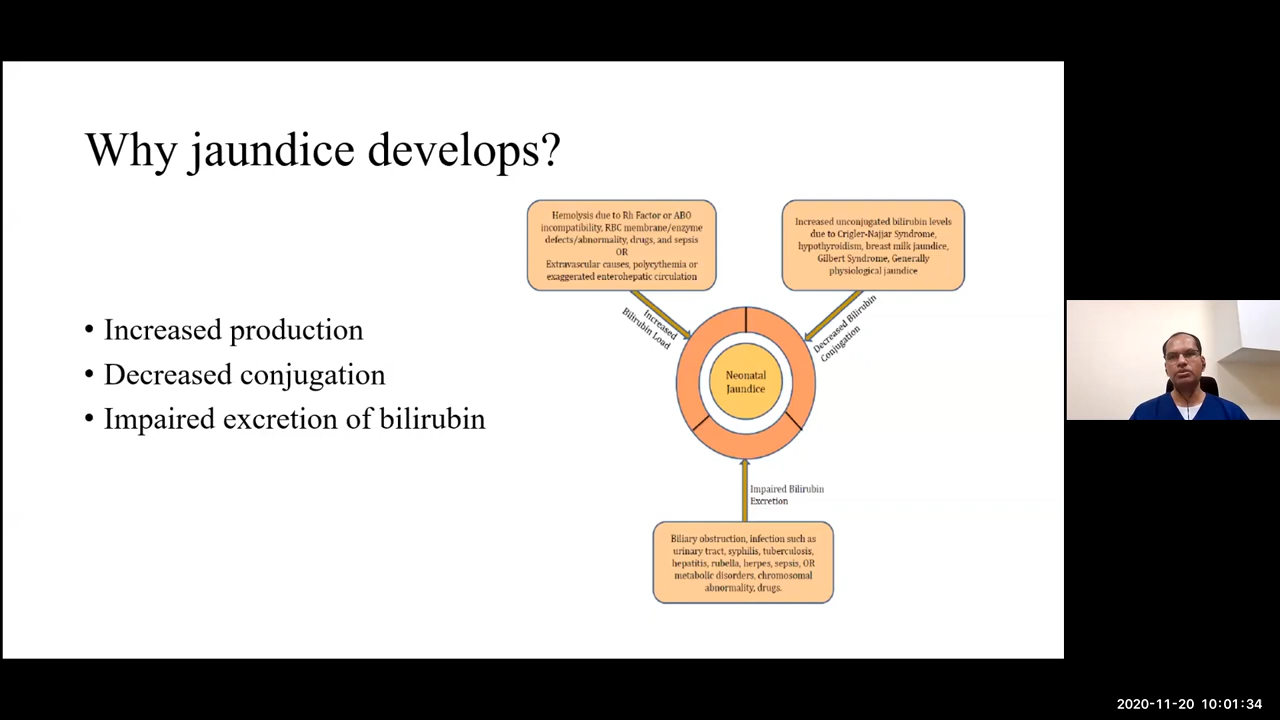 Why jaundice develops?
• Increased production
• Decreased conjugation
• Impaired excretion of bilirubin
Hemolysis due to Rh Factor or ABO
incompatibility, RBC membrane/enzyme
defects/abnormality, drugs, and sepsis
OR
Extravascular causes, polycythemia or
exaggerated enterohepatic circulation
Increased unconjugated bilirubin levels
due to Crigler-Najjar Syndrome,
hypothyroidism, breast milk jaundice,
Gilbert Syndrome, Generally
physiological jaundice
Increased
Bilirubin Load
Decreased Bilirubin
Conjugation
Neonatal
Jaundice
Impaired Bilirubin
Excretion
Biliary obstruction, infection such as
urinary tract, syphilis, tuberculosis,
hepatitis, rubella, herpes, sepsis, OR
metabolic disorders, chromosomal
abnormality, drugs.
2020-11-20 10:01:34